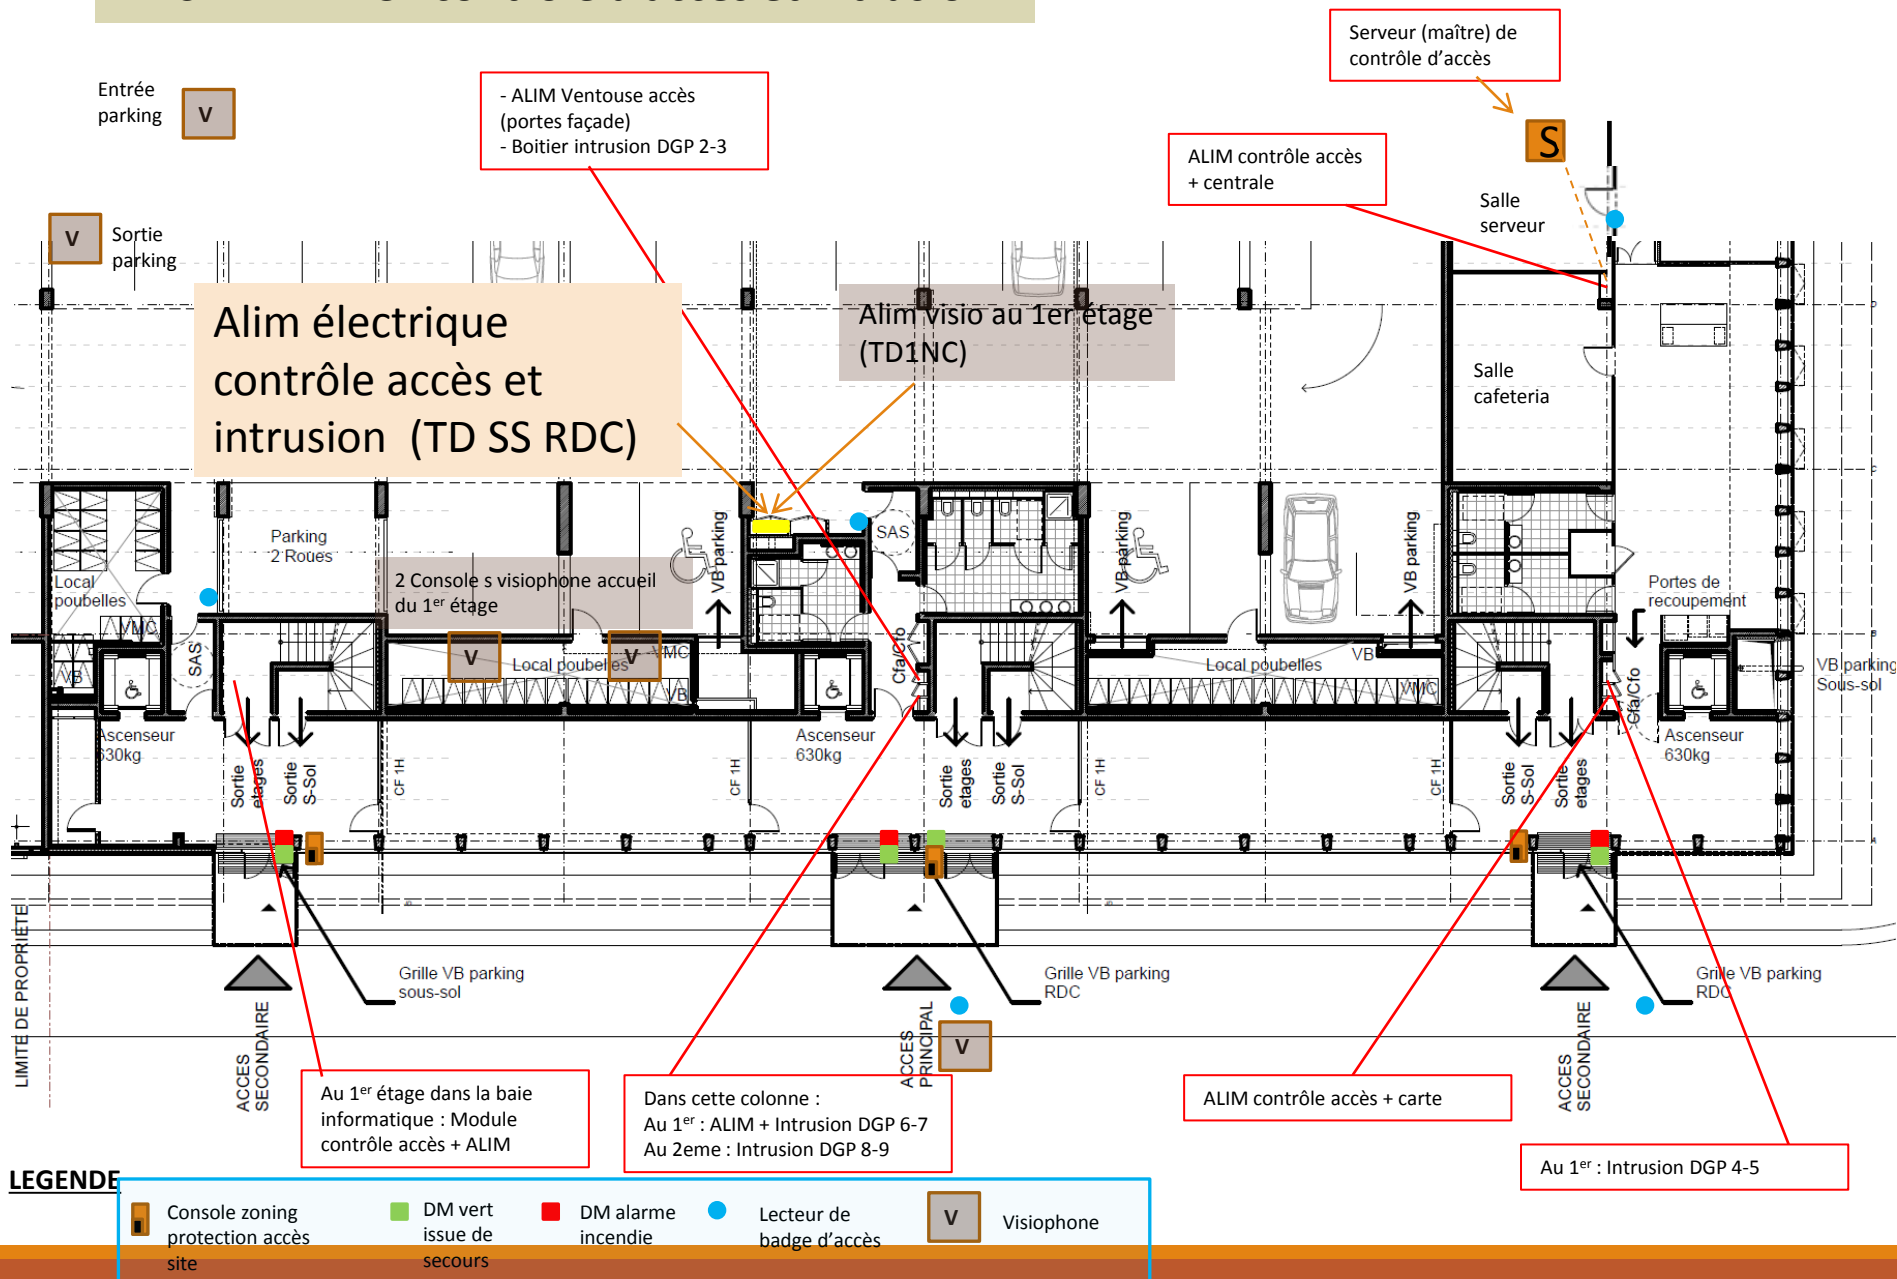 Entrée
parking
V
- ALIM Ventouse accès
(portes façade)
- Boitier intrusion DGP 2-3
Serveur (maître) de
contrôle d’accès
S
ALIM contrôle accès
+ centrale
Salle
serveur
V
Sortie
parking
Alim électrique
contrôle accès et
intrusion (TD SS RDC)
Alim visio au 1er étage
(TD1NC)
Salle
cafeteria
Parking
2 Roues
Local
poubelles
VMC
VB
SAS
2 Console s visiophone accueil
du 1er étage
V
V
Local poubelles
VMC
VB
VB parking
SAS
Cfa/Cfo
VB parking
VB parking
Local poubelles
VB
VMC
Portes de
recoupement
Cfa/Cfo
VB parking
Sous-sol
Ascenseur
630kg
Sortie
etages
Sortie
S-Sol
CF 1H
CF 1H
Ascenseur
630kg
Sortie
etages
Sortie
S-Sol
CF 1H
CF 1H
Sortie
S-Sol
Sortie
etages
Ascenseur
630kg
LIMITE DE PROPRIETE
Grille VB parking
sous-sol
Grille VB parking
RDC
Grille VB parking
RDC
ACCES
SECONDAIRE
ACCES
PRINCIPAL
V
ACCES
SECONDAIRE
Au 1er étage dans la baie
informatique : Module
contrôle accès + ALIM
Dans cette colonne :
Au 1er : ALIM + Intrusion DGP 6-7
Au 2eme : Intrusion DGP 8-9
ALIM contrôle accès + carte
Au 1er : Intrusion DGP 4-5
LEGENDE
Console zoning
protection accès
site
DM vert
issue de
secours
DM alarme
incendie
Lecteur de
badge d’accès
V
Visiophone